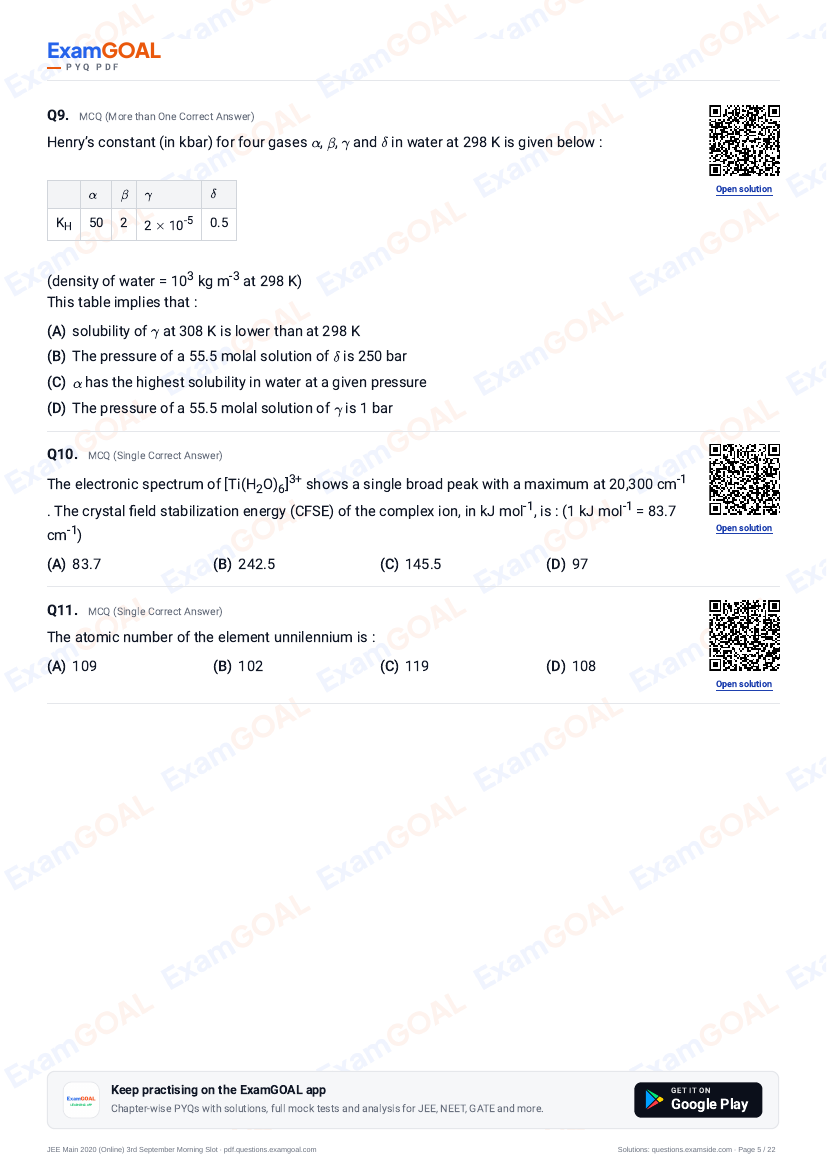 ExamGOAL
PYQ PDF
Q9. MCQ (More than One Correct Answer)
Henry's constant (in kbar) for four gases α, β, γ and δ in water at 298 K is given below :
α β γ δ
K_H 50 2 2 × 10^-5 0.5
(density of water = 10^3 kg m^-3 at 298 K)
This table implies that :
(A) solubility of γ at 308 K is lower than at 298 K
(B) The pressure of a 55.5 molal solution of δ is 250 bar
(C) α has the highest solubility in water at a given pressure
(D) The pressure of a 55.5 molal solution of γ is 1 bar
Open solution
Q10. MCQ (Single Correct Answer)
The electronic spectrum of [Ti(H2O)6]^3+ shows a single broad peak with a maximum at 20,300 cm^-1
. The crystal field stabilization energy (CFSE) of the complex ion, in kJ mol^-1, is : (1 kJ mol^-1 = 83.7
cm^-1)
(A) 83.7 (B) 242.5 (C) 145.5 (D) 97
Open solution
Q11. MCQ (Single Correct Answer)
The atomic number of the element unnilennium is :
(A) 109 (B) 102 (C) 119 (D) 108
Open solution
ExamGOAL
Keep practising on the ExamGOAL app
Chapter-wise PYQs with solutions, full mock tests and analysis for JEE, NEET, GATE and more.
GET IT ON
Google Play
JEE Main 2020 (Online) 3rd September Morning Slot · pdf.questions.examgoal.com
Solutions: questions.examside.com · Page 5 / 22